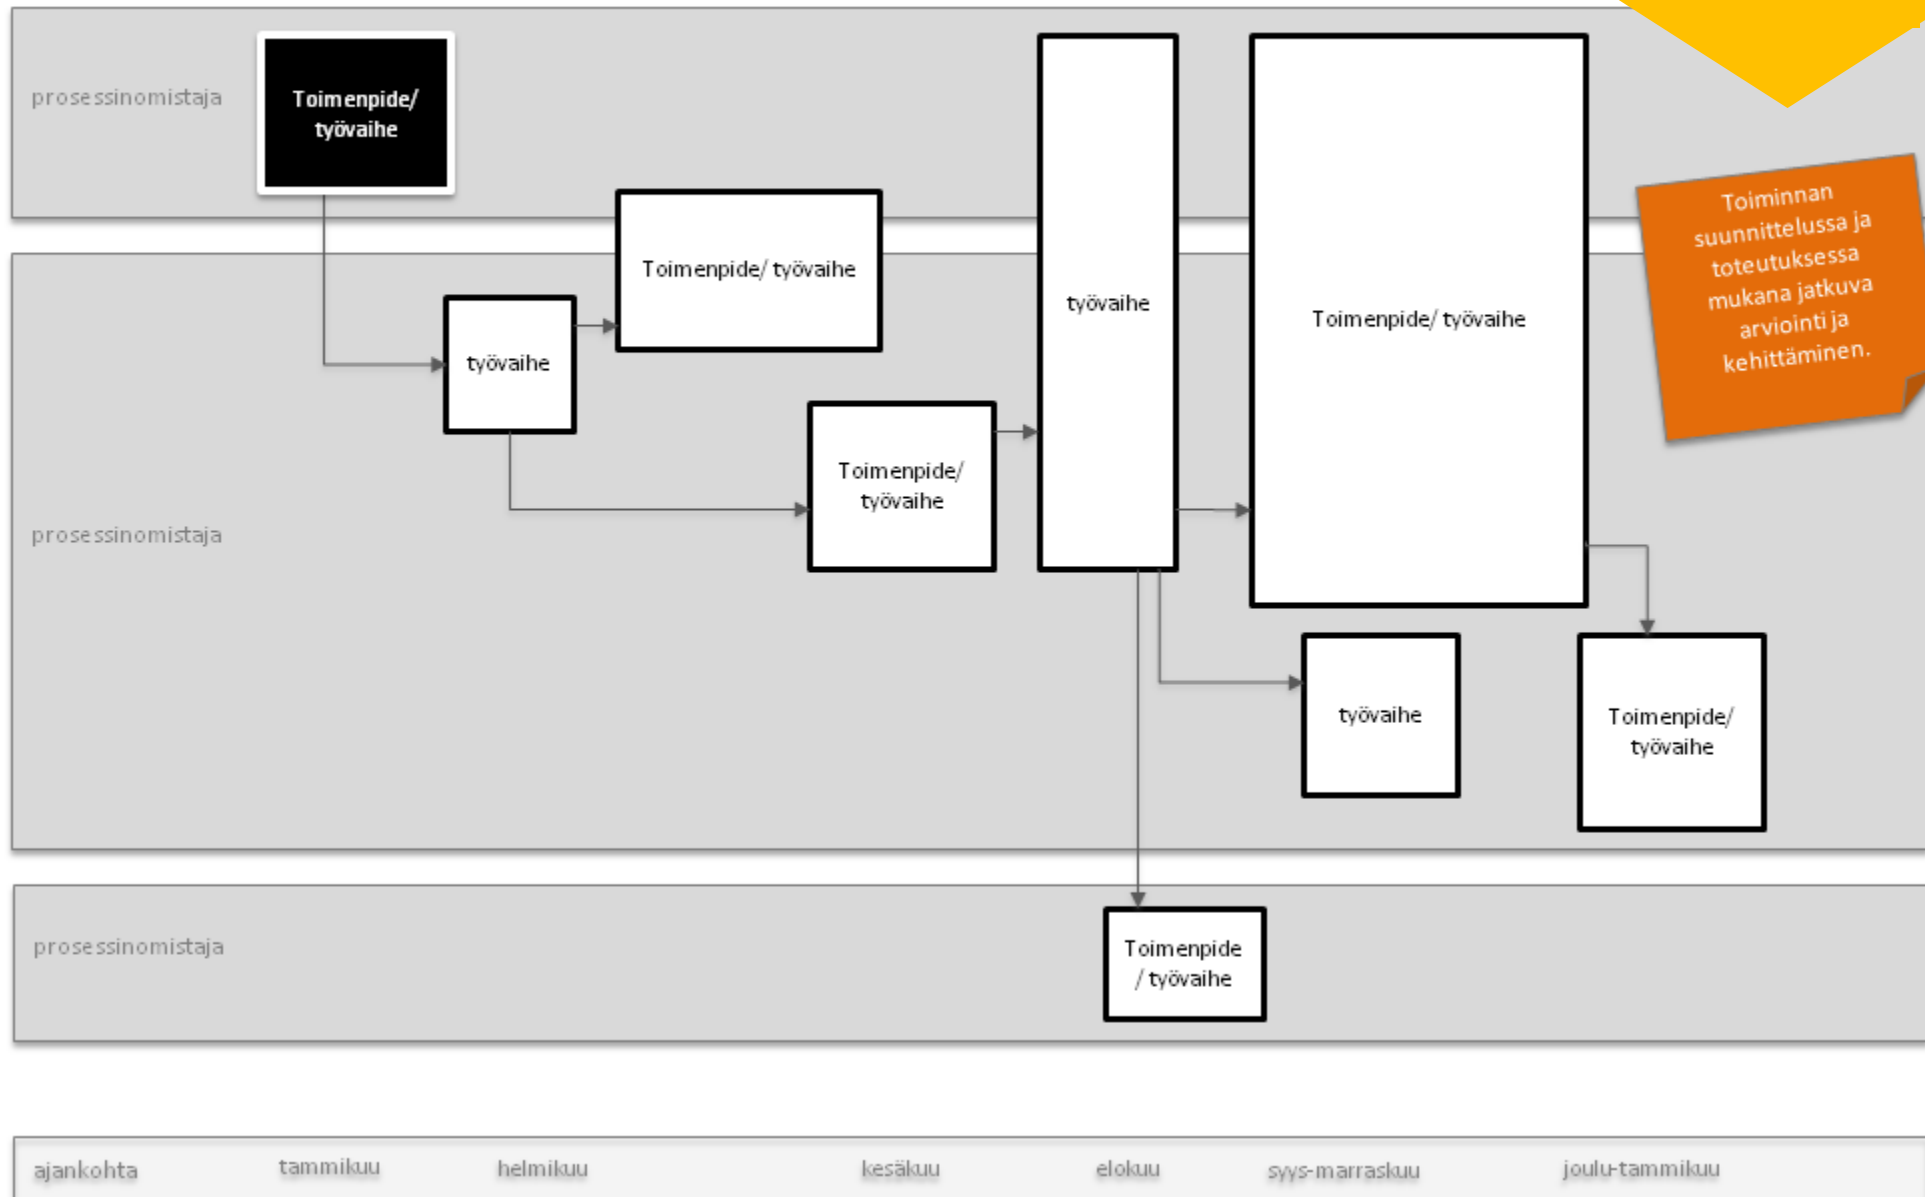 prosessinomistaja
Toimenpide/
työvaihe
Toimenpide/ työvaihe
työvaihe
työvaihe
Toimenpide/ työvaihe
Toiminnan
suunnittelussa ja
toteutuksessa
mukana jatkuva
arviointi ja
kehittäminen.
prosessinomistaja
Toimenpide/
työvaihe
työvaihe
Toimenpide/
työvaihe
prosessinomistaja
Toimenpide
/ työvaihe
ajankohta tammikuu helmikuu kesäkuu elokuu syys-marraskuu joulu-tammikuu